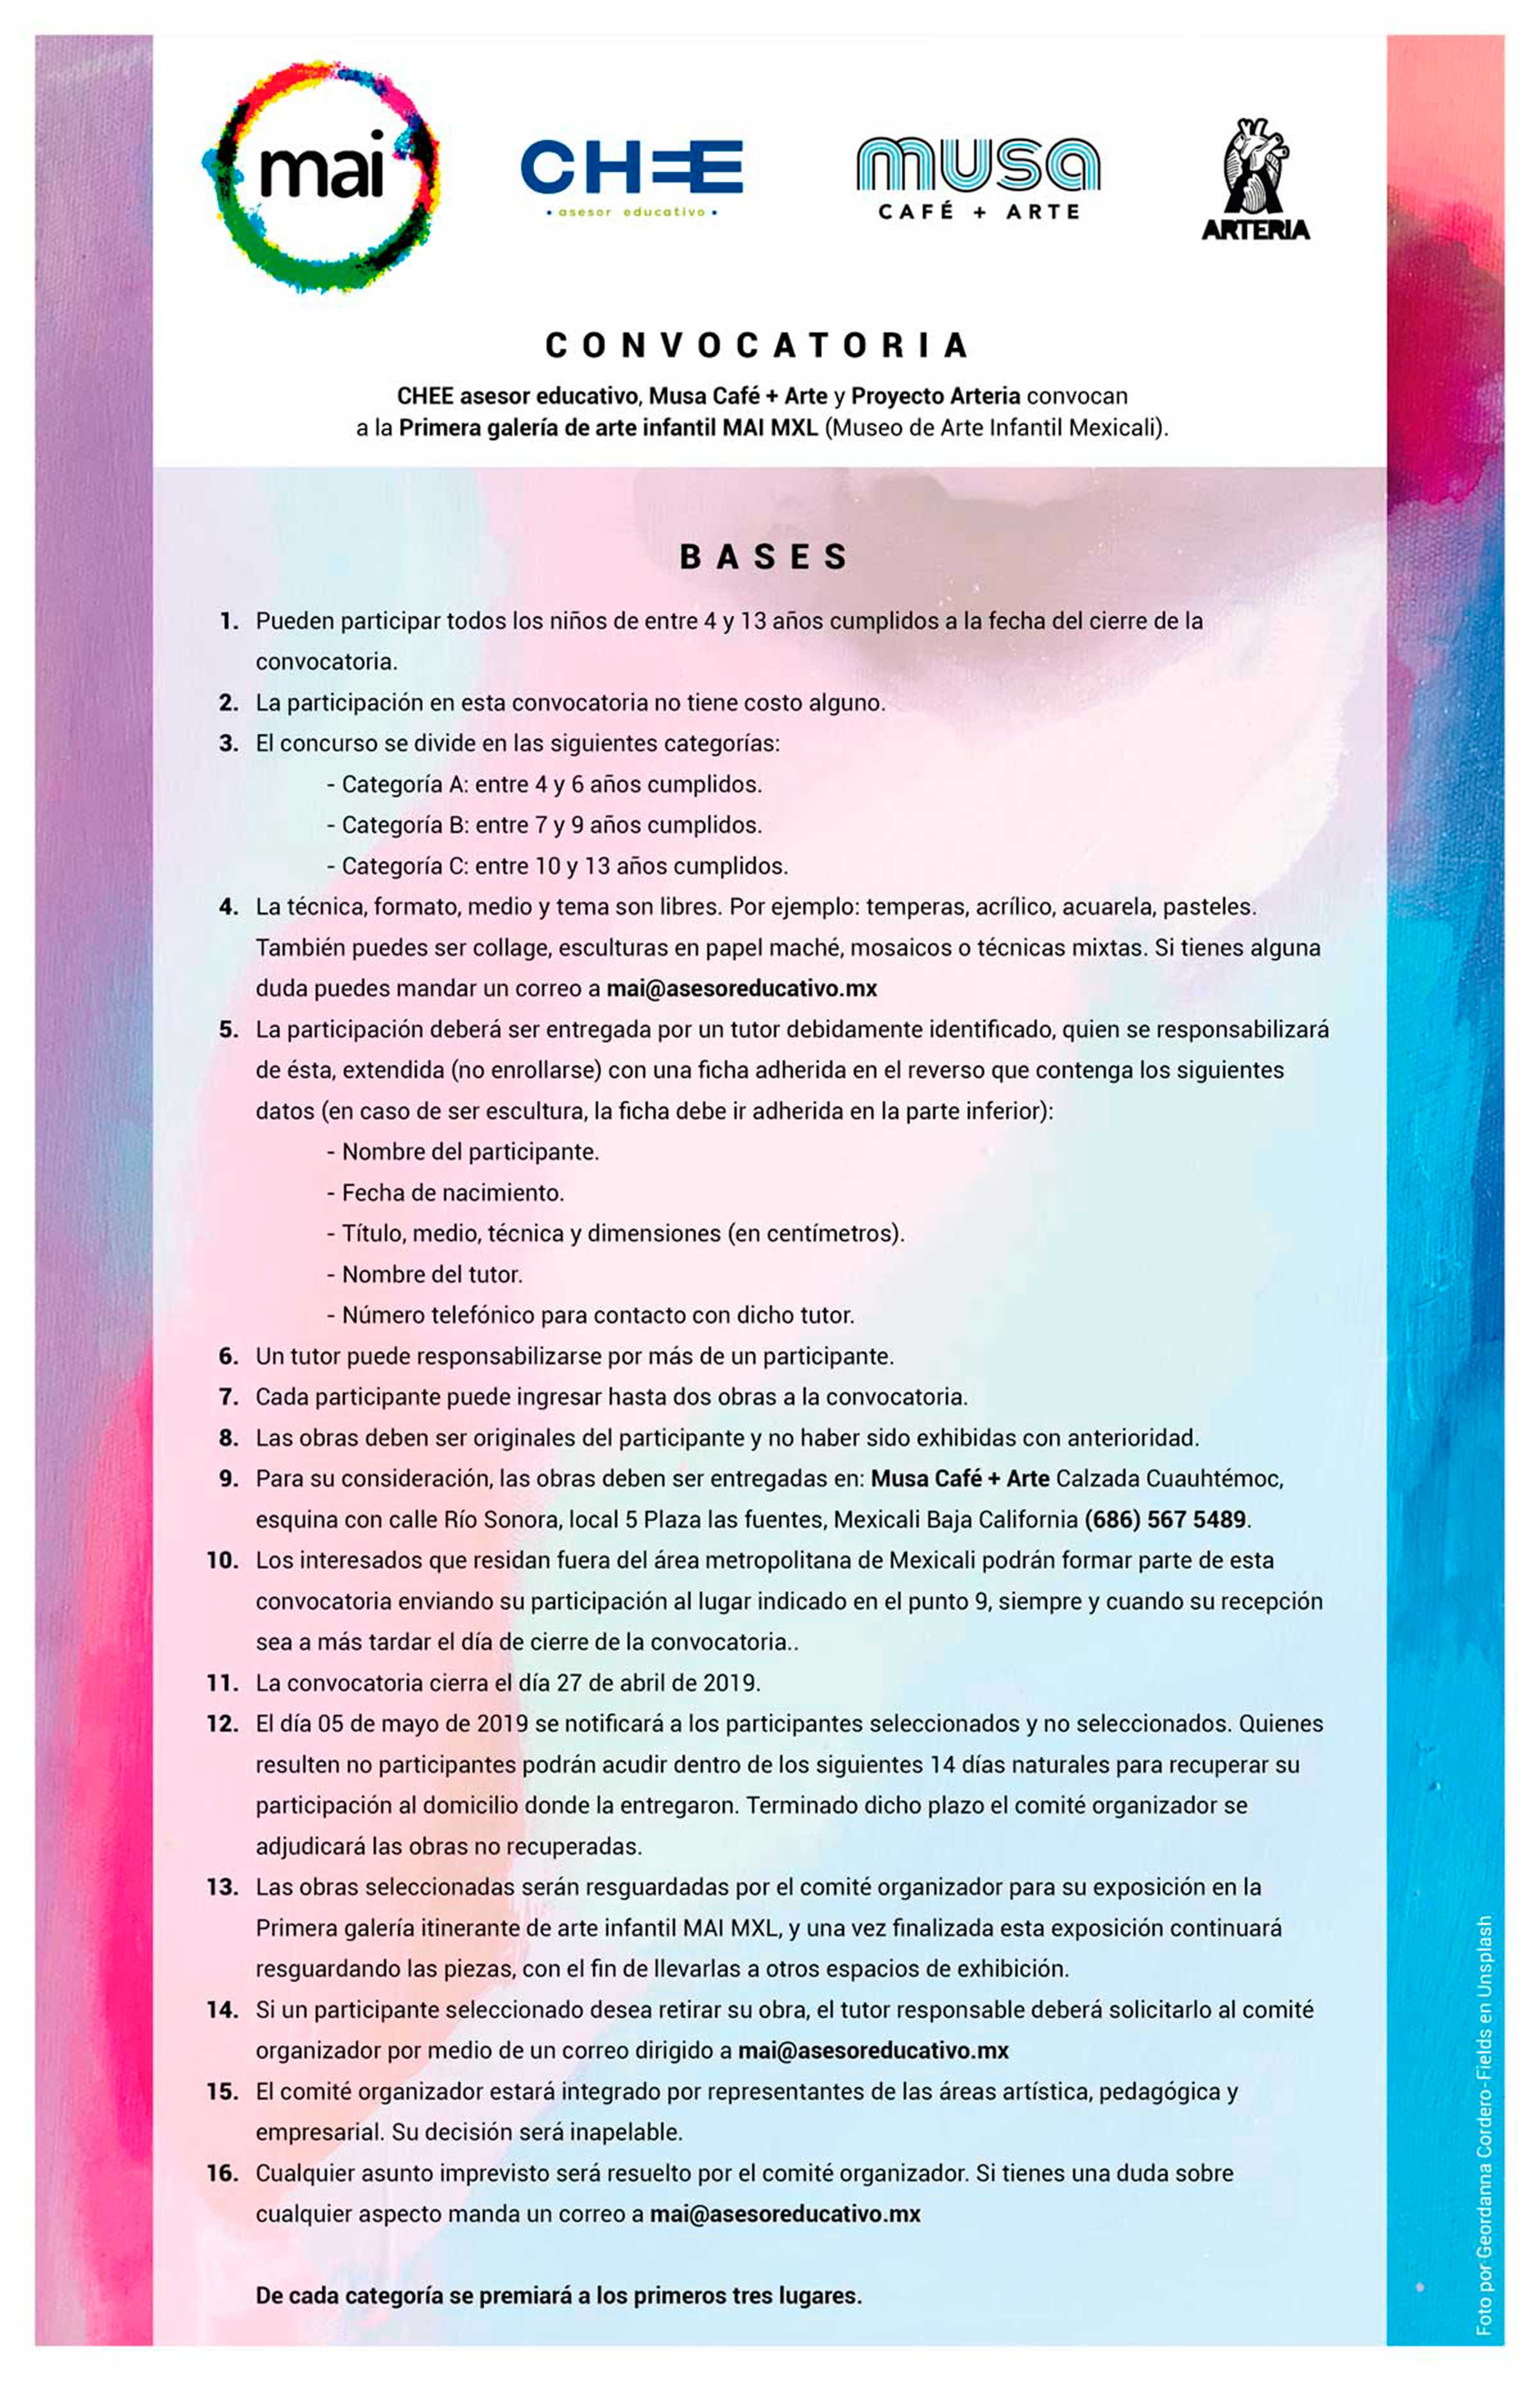 mai
CHEE
• asesor educativo •
musa
CAFÉ + ARTE
ARTERIA
CONVOCATORIA
CHEE asesor educativo, Musa Café + Arte y Proyecto Arteria convocan
a la Primera galería de arte infantil MAI MXL (Museo de Arte Infantil Mexicali).
BASES
1. Pueden participar todos los niños de entre 4 y 13 años cumplidos a la fecha del cierre de la
convocatoria.
2. La participación en esta convocatoria no tiene costo alguno.
3. El concurso se divide en las siguientes categorías:
- Categoría A: entre 4 y 6 años cumplidos.
- Categoría B: entre 7 y 9 años cumplidos.
- Categoría C: entre 10 y 13 años cumplidos.
4. La técnica, formato, medio y tema son libres. Por ejemplo: temperas, acrílico, acuarela, pasteles.
También puedes ser collage, esculturas en papel maché, mosaicos o técnicas mixtas. Si tienes alguna
duda puedes mandar un correo a mai@asesoreducativo.mx
5. La participación deberá ser entregada por un tutor debidamente identificado, quien se responsabilizará
de ésta, extendida (no enrollarse) con una ficha adherida en el reverso que contenga los siguientes
datos (en caso de ser escultura, la ficha debe ir adherida en la parte inferior):
- Nombre del participante.
- Fecha de nacimiento.
- Título, medio, técnica y dimensiones (en centímetros).
- Nombre del tutor.
- Número telefónico para contacto con dicho tutor.
6. Un tutor puede responsabilizarse por más de un participante.
7. Cada participante puede ingresar hasta dos obras a la convocatoria.
8. Las obras deben ser originales del participante y no haber sido exhibidas con anterioridad.
9. Para su consideración, las obras deben ser entregadas en: Musa Café + Arte Calzada Cuauhtémoc,
esquina con calle Río Sonora, local 5 Plaza las fuentes, Mexicali Baja California (686) 567 5489.
10. Los interesados que residan fuera del área metropolitana de Mexicali podrán formar parte de esta
convocatoria enviando su participación al lugar indicado en el punto 9, siempre y cuando su recepción
sea a más tardar el día de cierre de la convocatoria..
11. La convocatoria cierra el día 27 de abril de 2019.
12. El día 05 de mayo de 2019 se notificará a los participantes seleccionados y no seleccionados. Quienes
resulten no participantes podrán acudir dentro de los siguientes 14 días naturales para recuperar su
participación al domicilio donde la entregaron. Terminado dicho plazo el comité organizador se
adjudicará las obras no recuperadas.
13. Las obras seleccionadas serán resguardadas por el comité organizador para su exposición en la
Primera galería itinerante de arte infantil MAI MXL, y una vez finalizada esta exposición continuará
resguardando las piezas, con el fin de llevarlas a otros espacios de exhibición.
14. Si un participante seleccionado desea retirar su obra, el tutor responsable deberá solicitarlo al comité
organizador por medio de un correo dirigido a mai@asesoreducativo.mx
15. El comité organizador estará integrado por representantes de las áreas artística, pedagógica y
empresarial. Su decisión será inapelable.
16. Cualquier asunto imprevisto será resuelto por el comité organizador. Si tienes una duda sobre
cualquier aspecto manda un correo a mai@asesoreducativo.mx
De cada categoría se premiará a los primeros tres lugares.
Foto por Geordanna Cordero-Fields en Unsplash